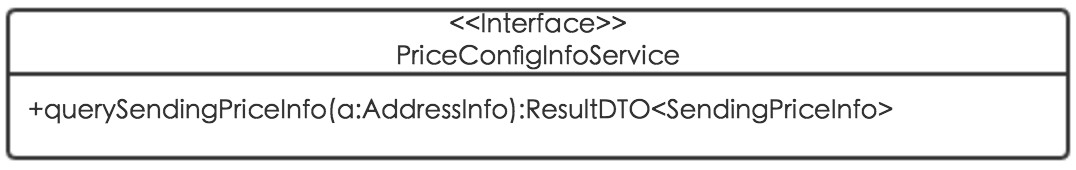 <<Interface>>
PriceConfigInfoService
+querySendingPriceInfo(a:AddressInfo):ResultDTO<SendingPriceInfo>